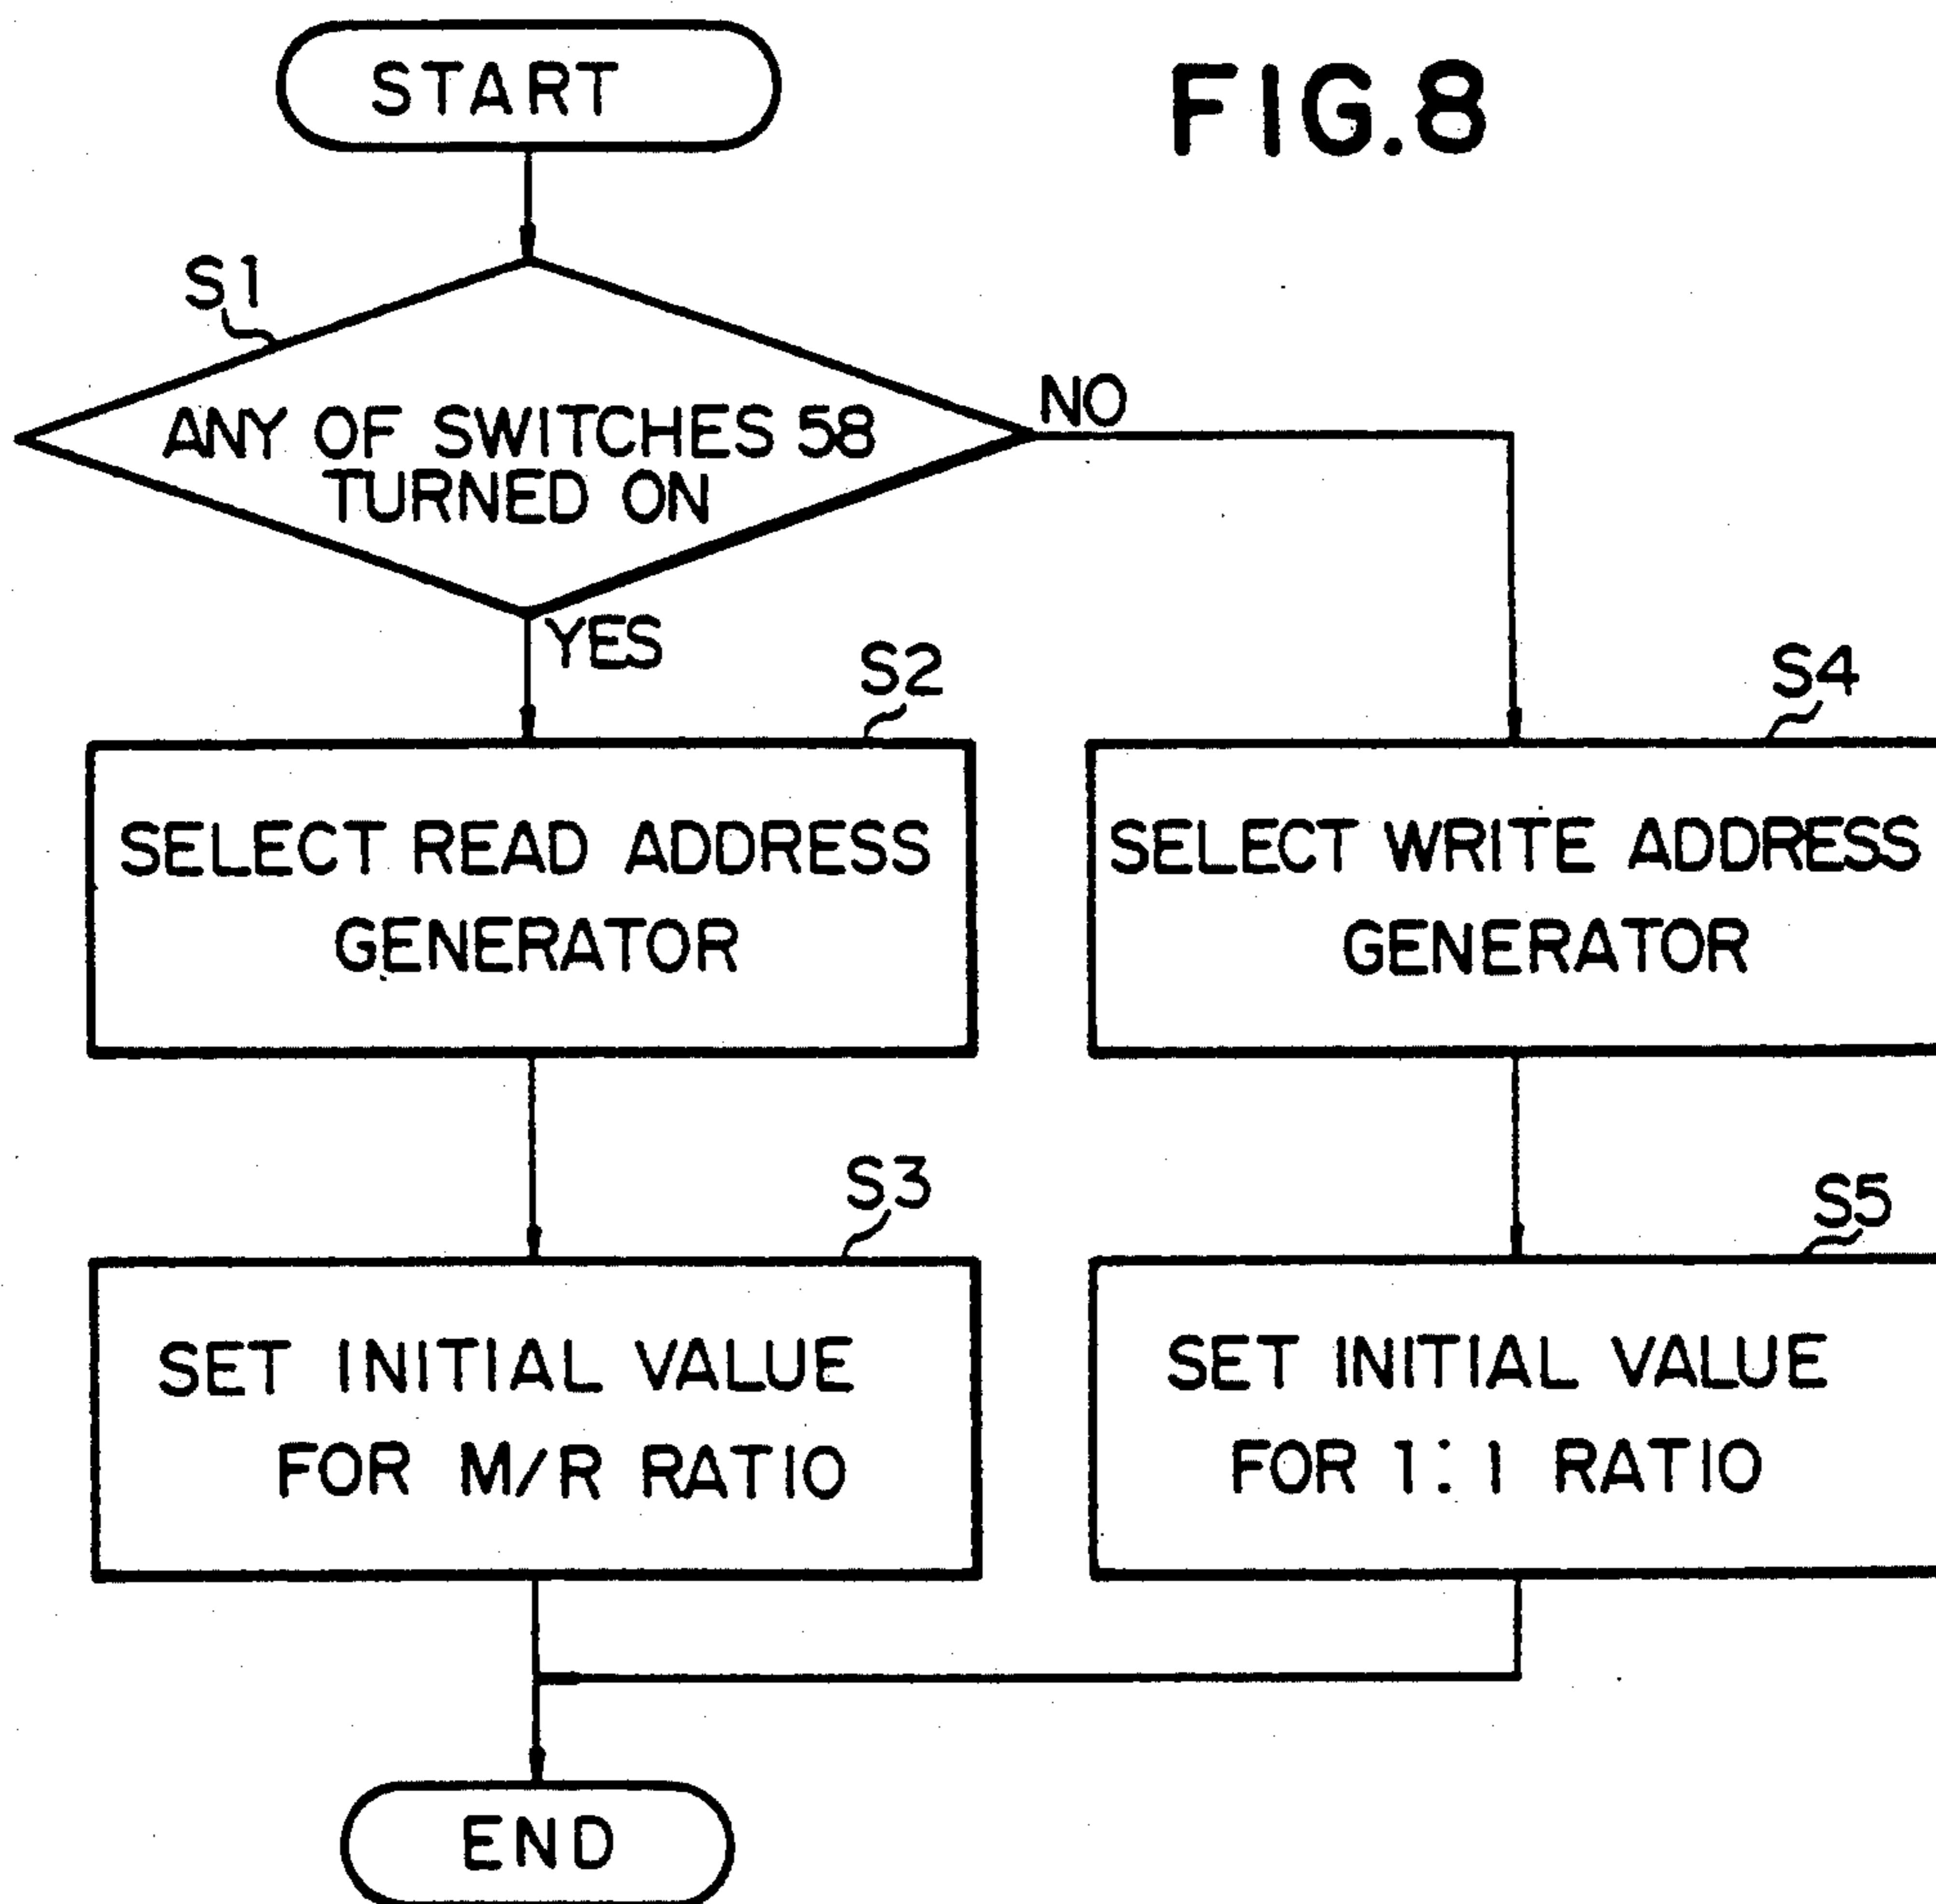 START
FIG.8
S1
ANY OF SWITCHES 58
TURNED ON
NO
YES
S2
SELECT READ ADDRESS
GENERATOR
S4
SELECT WRITE ADDRESS
GENERATOR
S3
SET INITIAL VALUE
FOR M/R RATIO
S5
SET INITIAL VALUE
FOR 1:1 RATIO
END